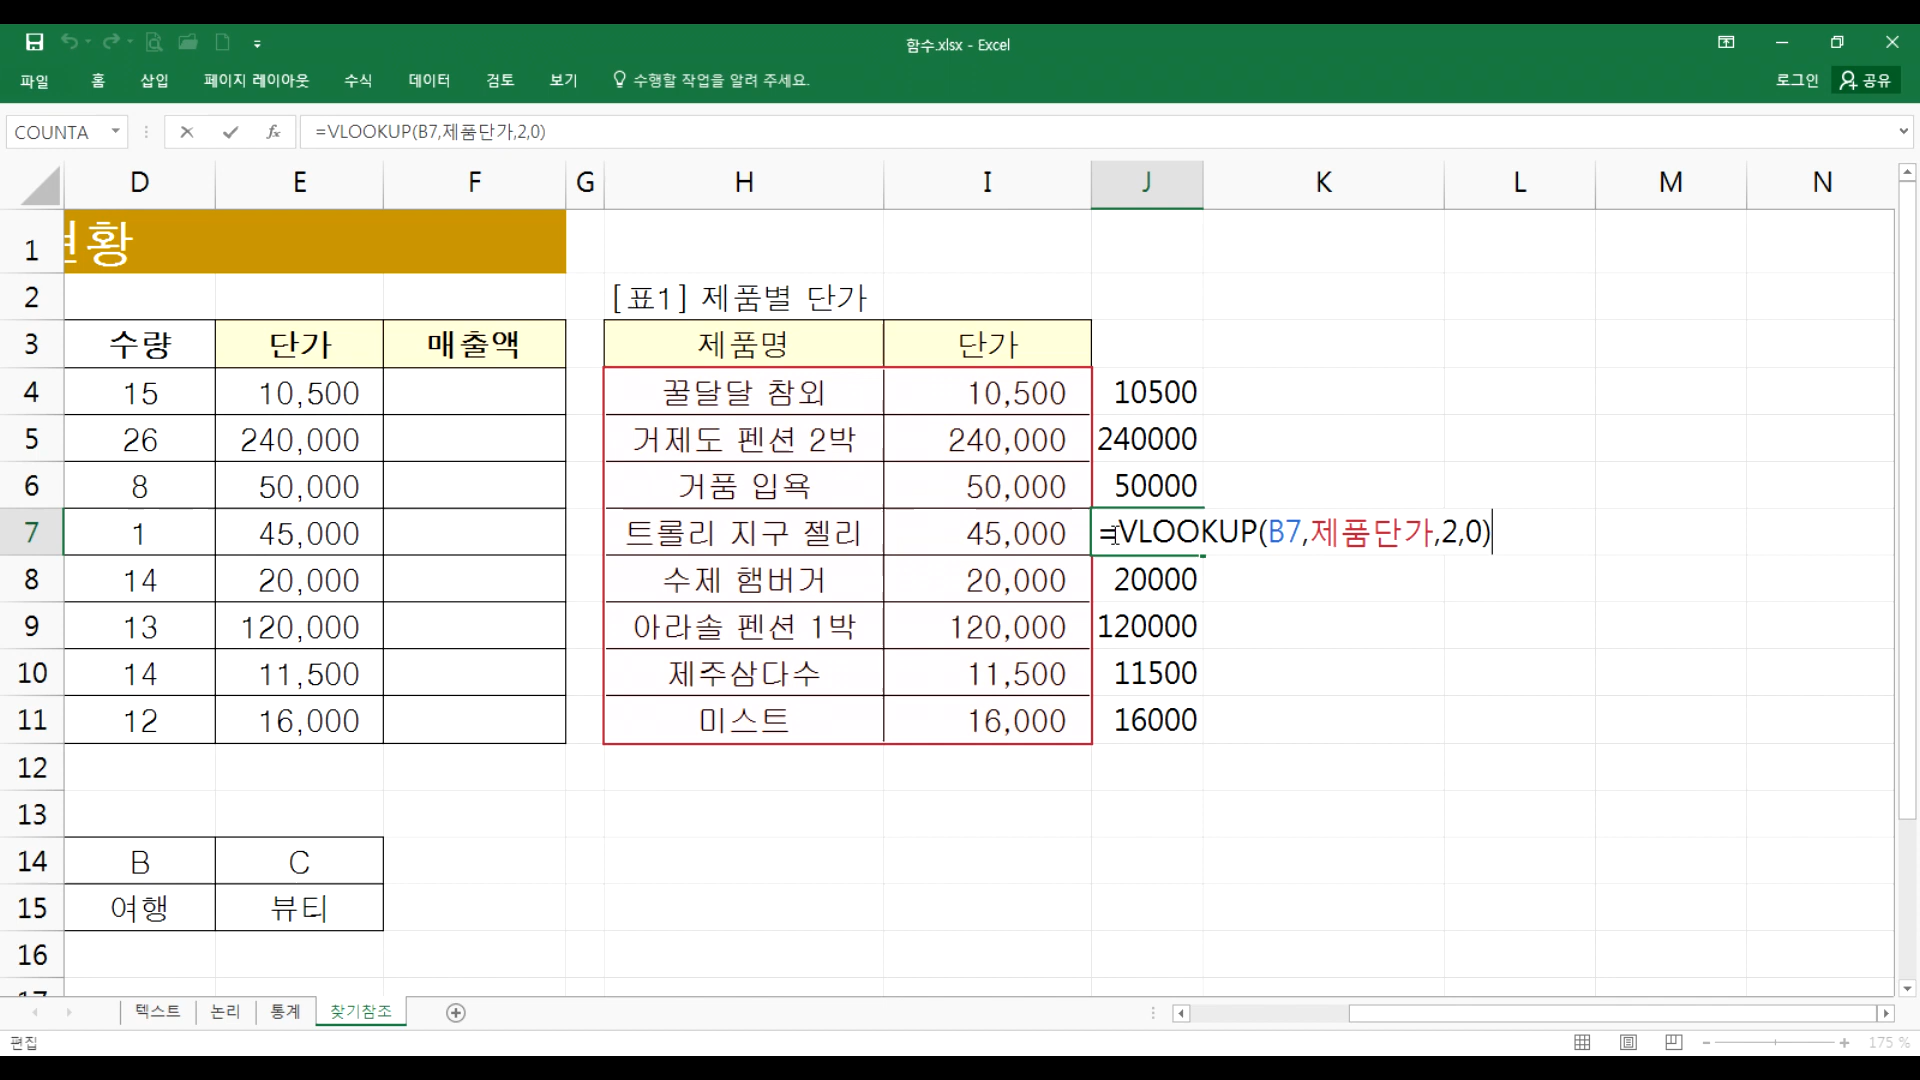 함수.xlsx - Excel
파일 홈 삽입 페이지 레이아웃 수식 데이터 검토 보기 수행할 작업을 알려 주세요. 로그인 공유
COUNTA fx =VLOOKUP(B7,제품단가,2,0)
D E F G H I J K L M N
1 현황
2 [표1] 제품별 단가
3 수량 단가 매출액 제품명 단가
4 15 10,500 꿀달달 참외 10,500 10500
5 26 240,000 거제도 펜션 2박 240,000 240000
6 8 50,000 거품 입욕 50,000 50000
7 1 45,000 트롤리 지구 젤리 45,000 =VLOOKUP(B7,제품단가,2,0)
8 14 20,000 수제 햄버거 20,000 20000
9 13 120,000 아라솔 펜션 1박 120,000 120000
10 14 11,500 제주삼다수 11,500 11500
11 12 16,000 미스트 16,000 16000
12
13
14 B C
15 여행 뷰티
16
17
텍스트 논리 통계 찾기참조
편집 175 %